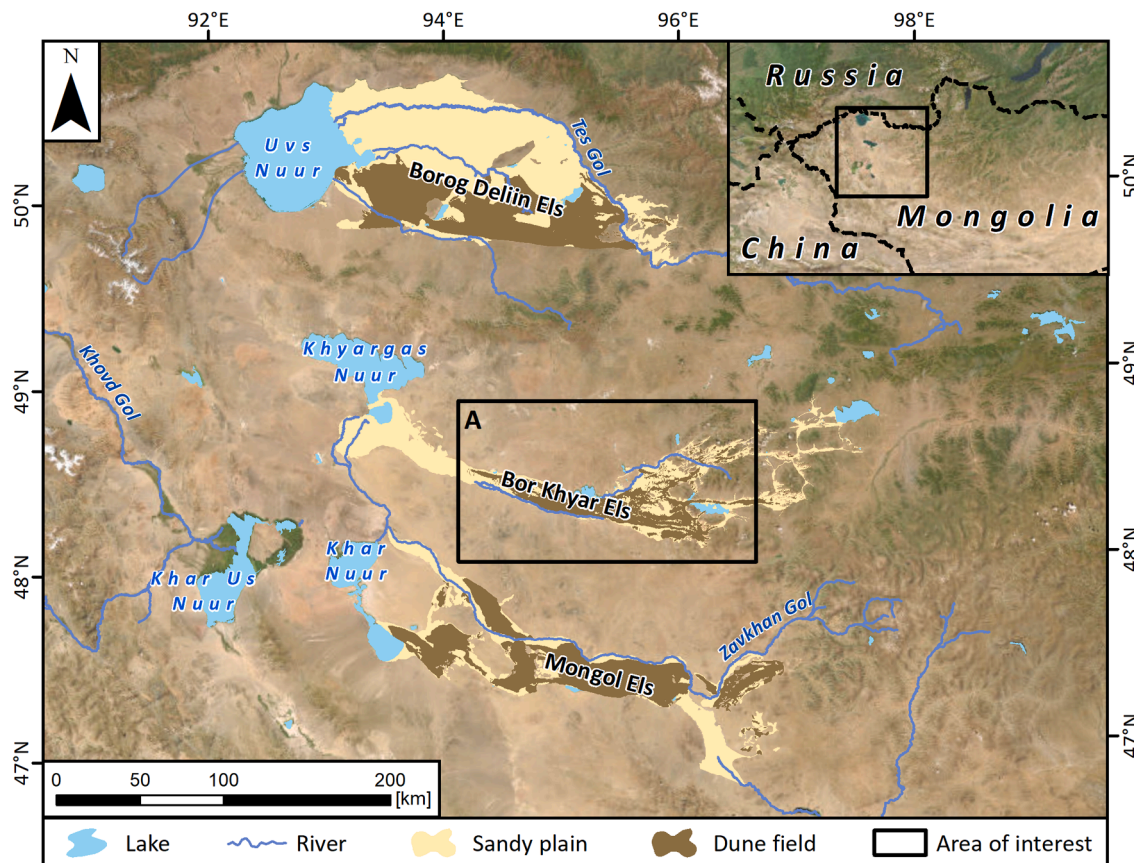 92°E
94°E
96°E
98°E
N
Russia
Mongolia
China
Uvs
Nuur
Tes Gol
Borog Deliin Els
50°N
50°N
Khyargas
Nuur
Khovd Gol
49°N
49°N
A
Bor Khyar Els
Khar
Nuur
Khar Us
Nuur
48°N
48°N
Zavkhan Gol
Mongol Els
47°N
47°N
0 50 100 200
[km]
Lake
River
Sandy plain
Dune field
Area of interest